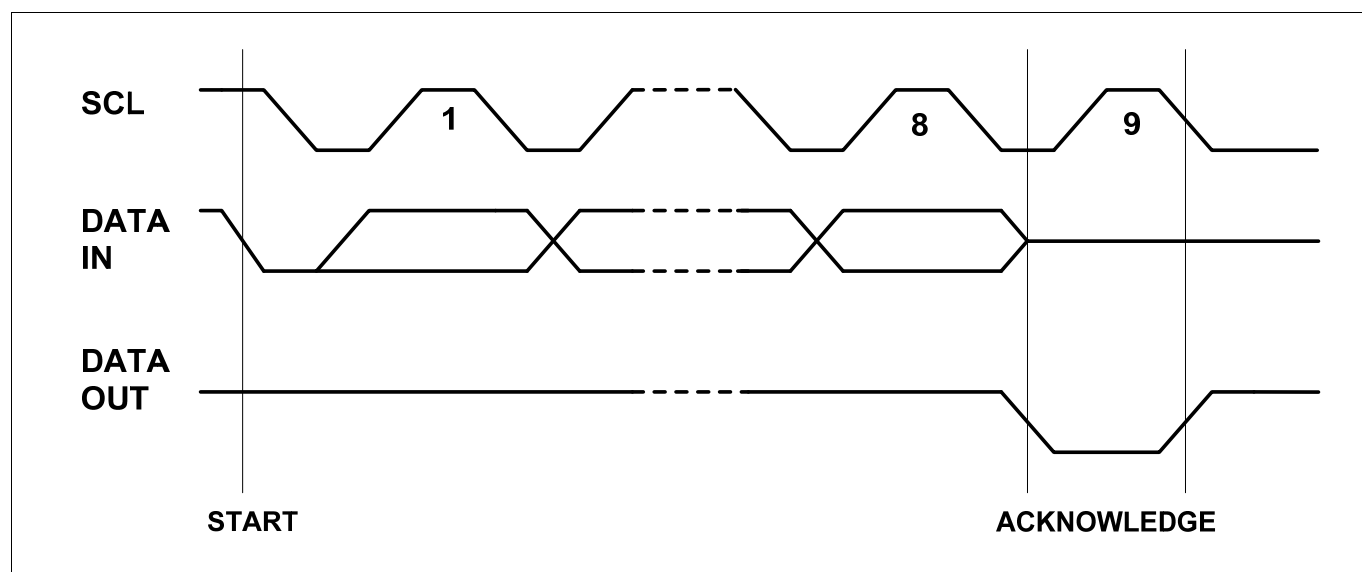 SCL
1
8
9
DATA
IN
DATA
OUT
START
ACKNOWLEDGE